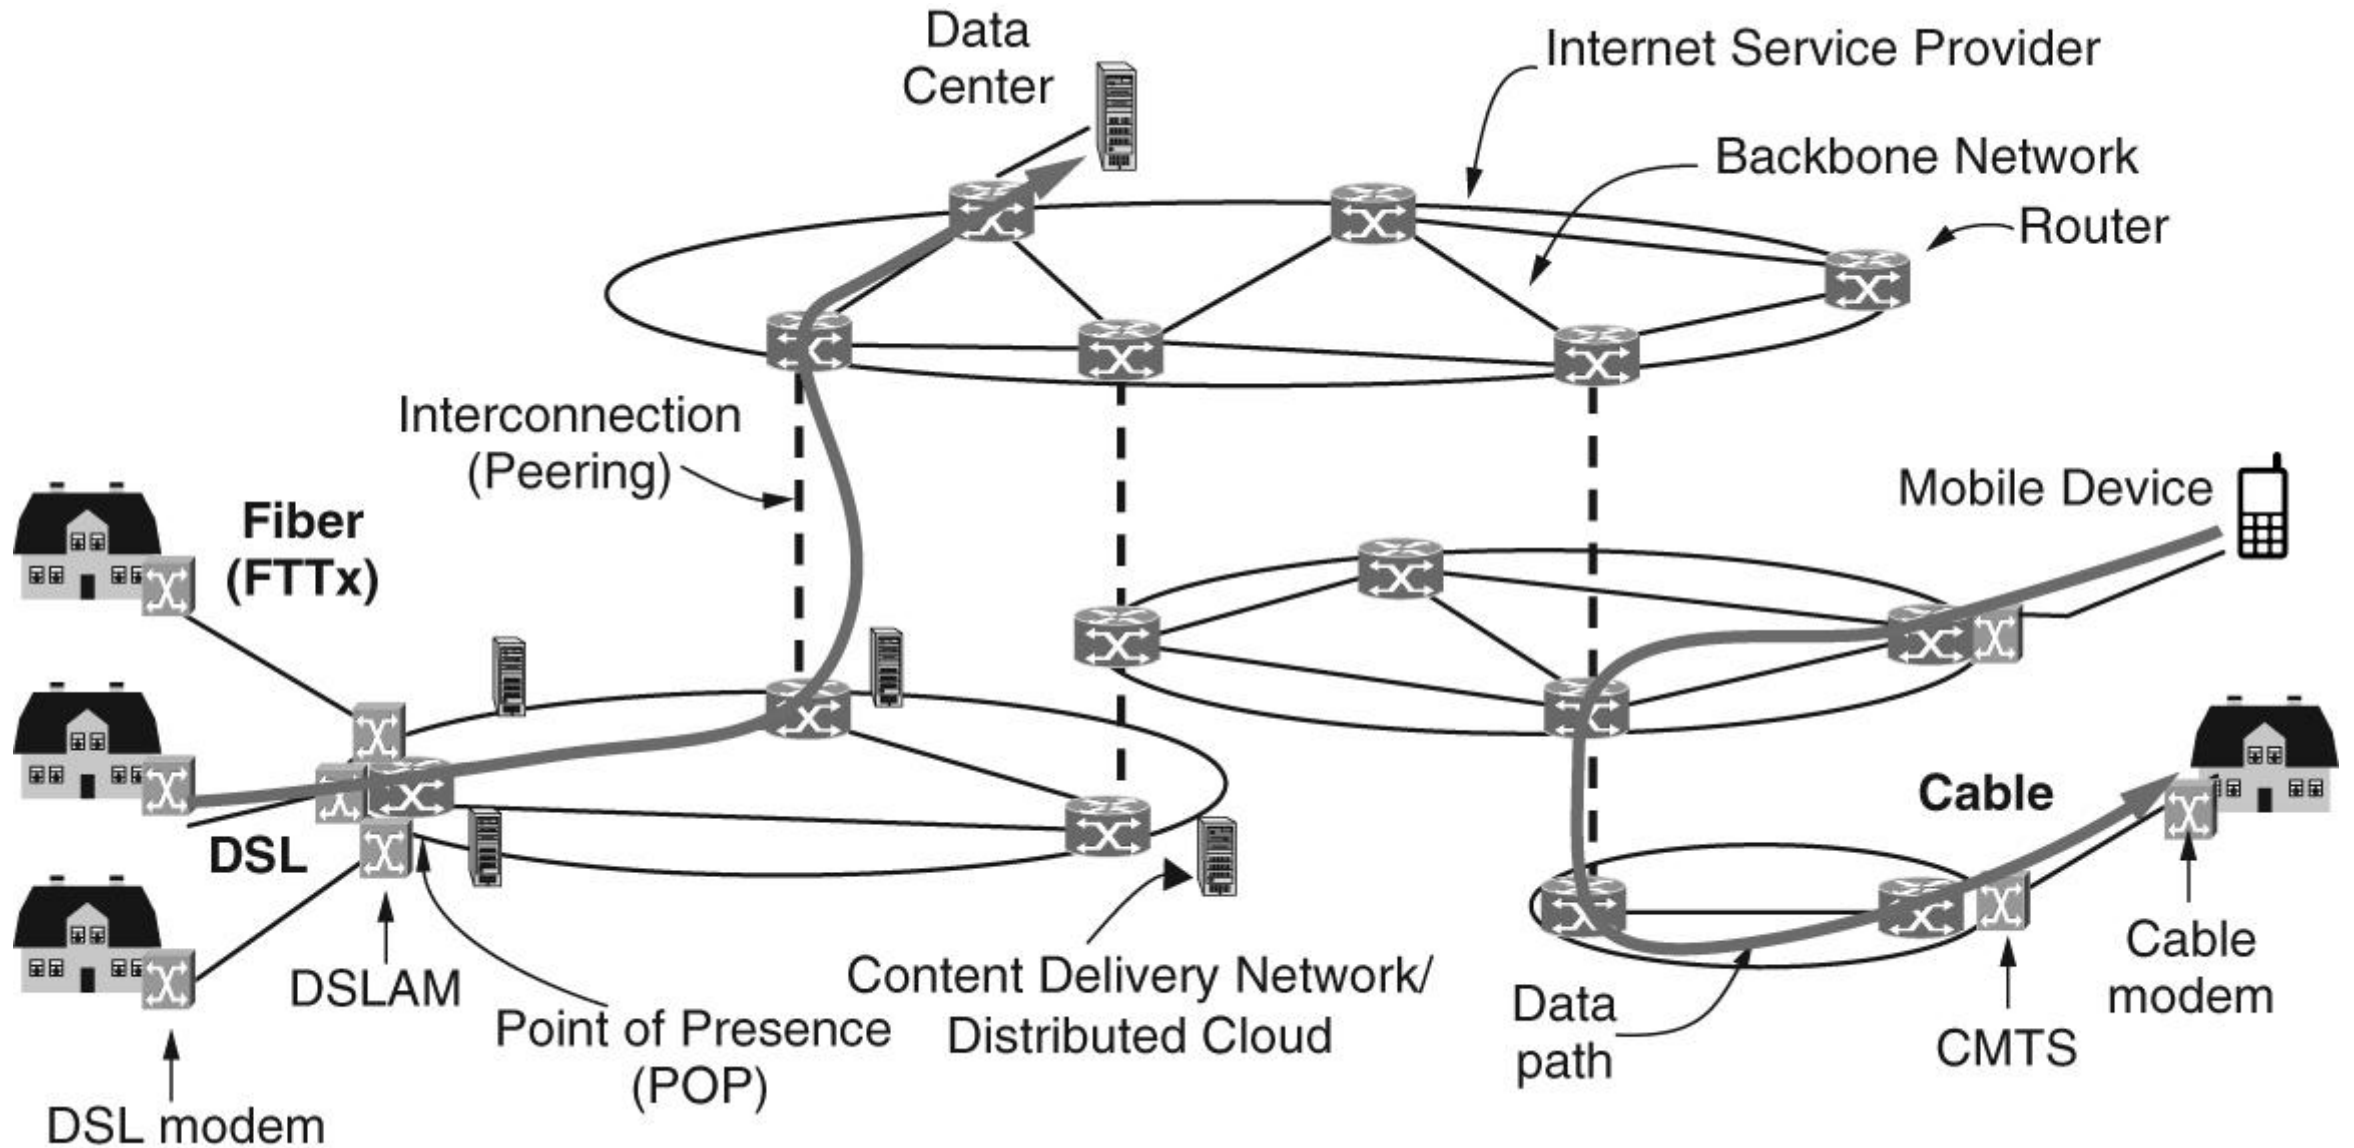 Data
Center
Internet Service Provider
Backbone Network
Router
Interconnection
(Peering)
Mobile Device
Fiber
(FTTx)
DSL
Cable
DSLAM
Point of Presence
(POP)
Content Delivery Network/
Distributed Cloud
Data
path
CMTS
Cable
modem
DSL modem